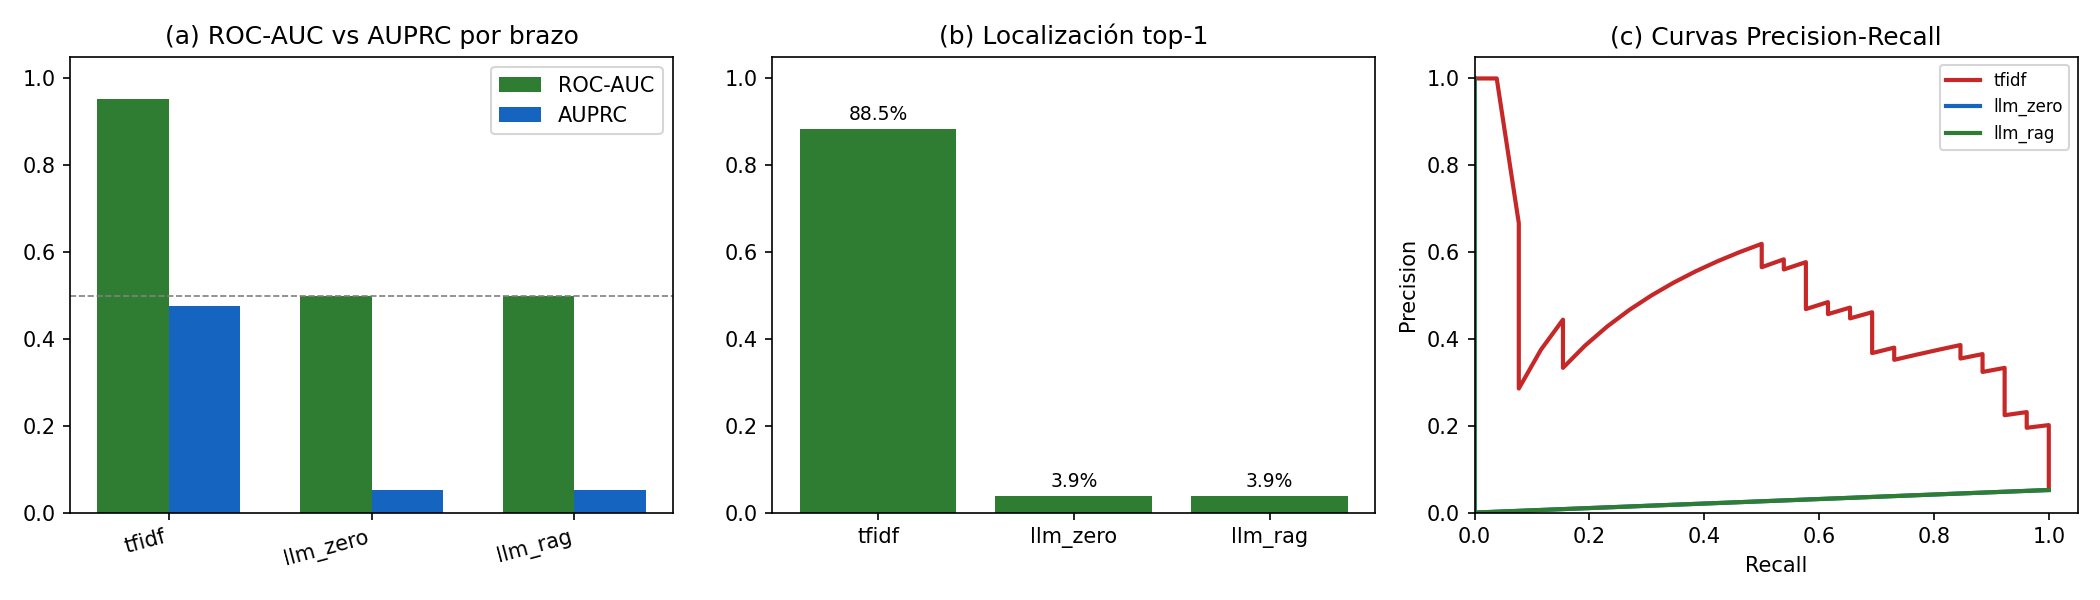 (a) ROC-AUC vs AUPRC por brazo
1.0
0.8
0.6
0.4
0.2
0.0
ROC-AUC
AUPRC
tfidf
llm_zero
llm_rag
(b) Localización top-1
1.0
0.8
0.6
0.4
0.2
0.0
88.5%
3.9%
3.9%
tfidf
llm_zero
llm_rag
(c) Curvas Precision-Recall
Precision
1.0
0.8
0.6
0.4
0.2
0.0
tfidf
llm_zero
llm_rag
0.0
0.2
0.4
0.6
0.8
1.0
Recall